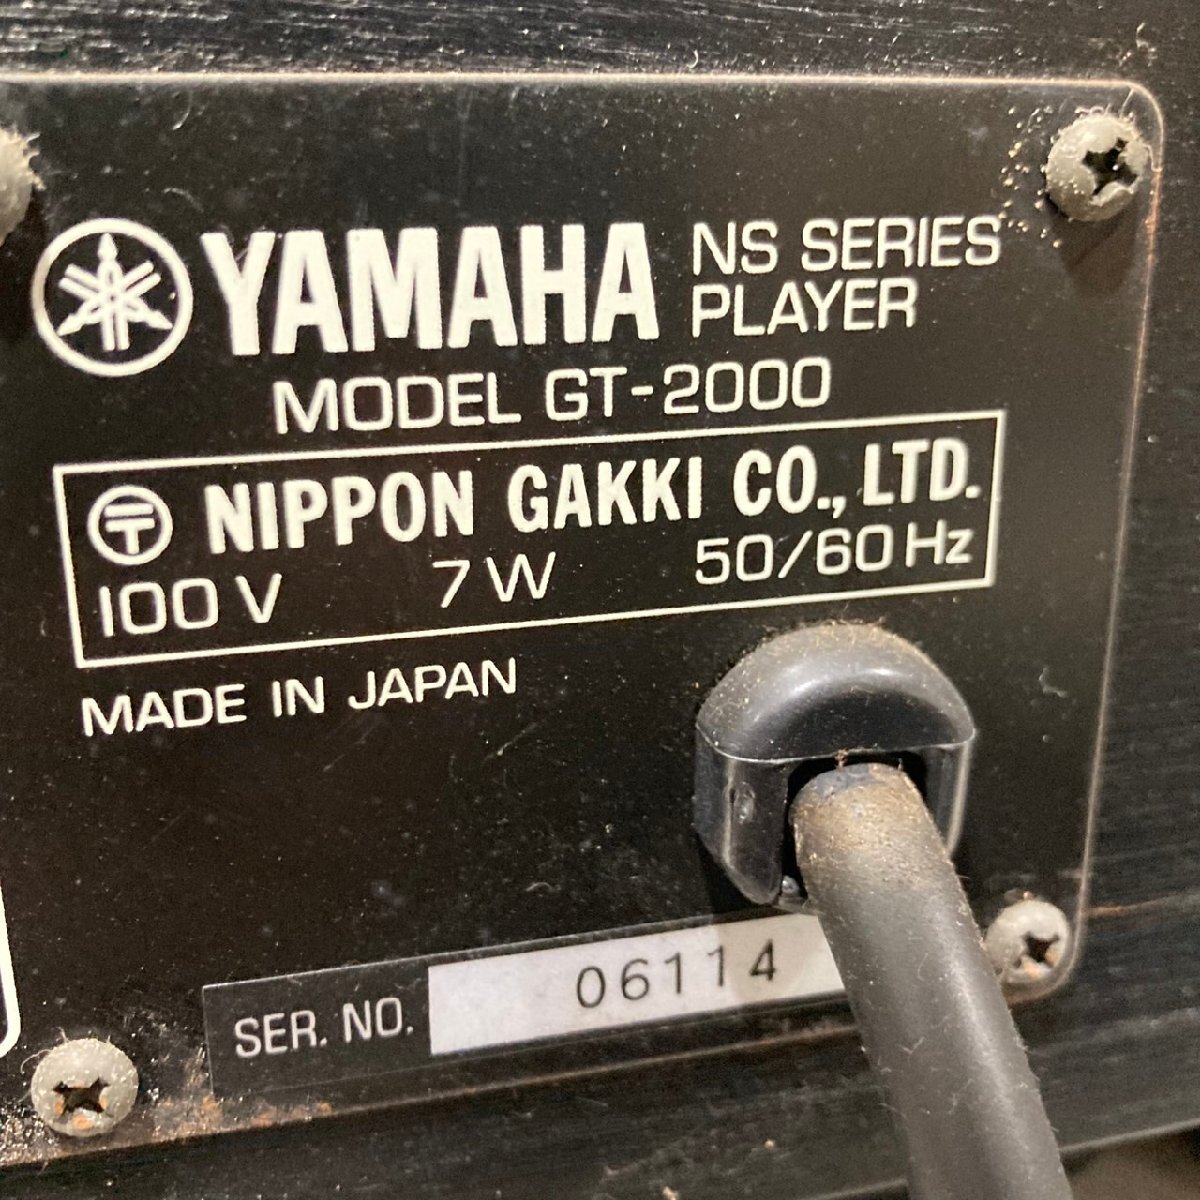 YAMAHA NS SERIES
PLAYER
MODEL GT-2000
〒 NIPPON GAKKI CO., LTD.
100 V 7 W 50/60 Hz
MADE IN JAPAN
SER. NO. 06114